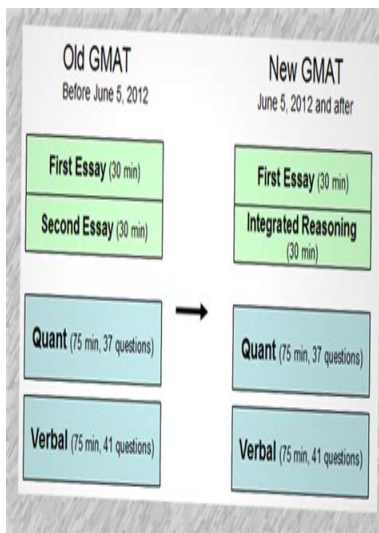 Old GMAT
Before June 5, 2012
First Essay (30 min)
Second Essay (30 min)
Quant (75 min, 37 questions)
Verbal (75 min, 41 questions)
New GMAT
June 5, 2012 and after
First Essay (30 min)
Integrated Reasoning
(30 min)
Quant (75 min, 37 questions)
Verbal (75 min, 41 questions)